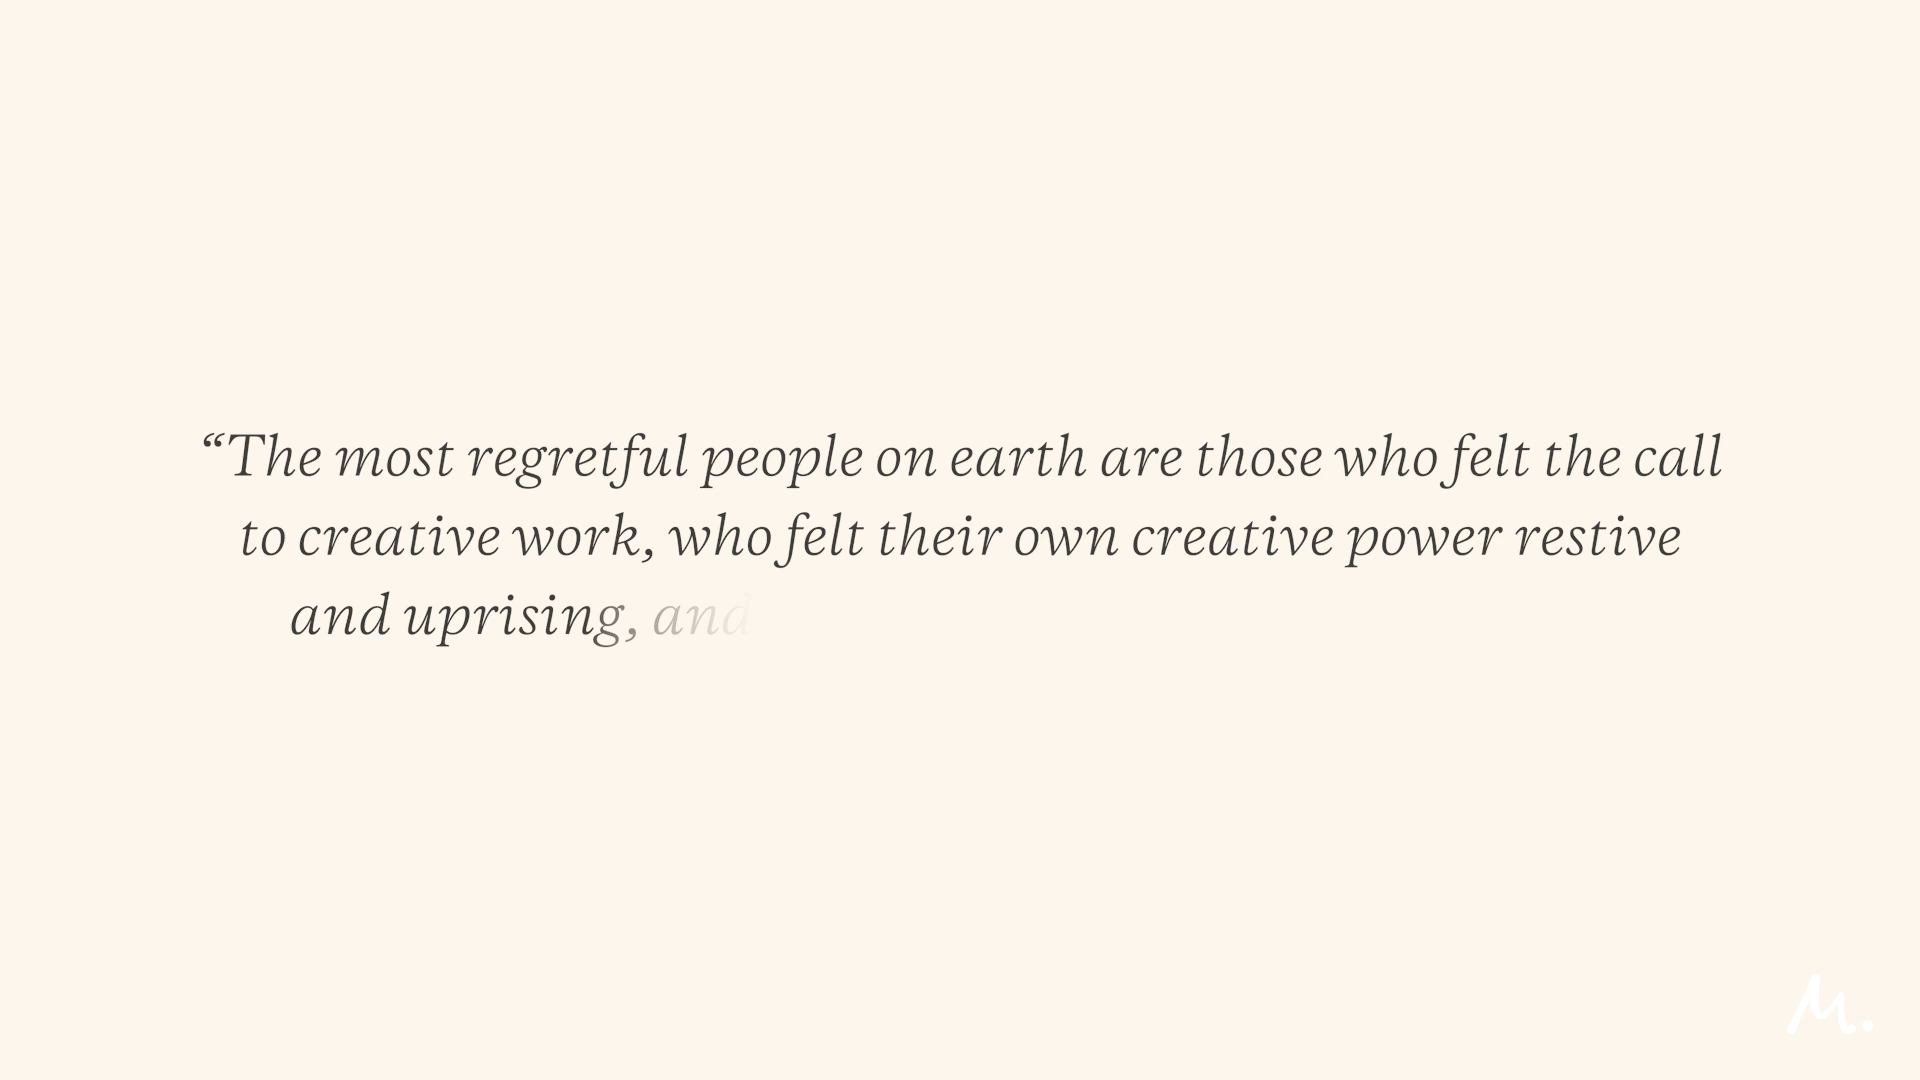 “The most regretful people on earth are those who felt the call
to creative work, who felt their own creative power restive
and uprising, and
M.